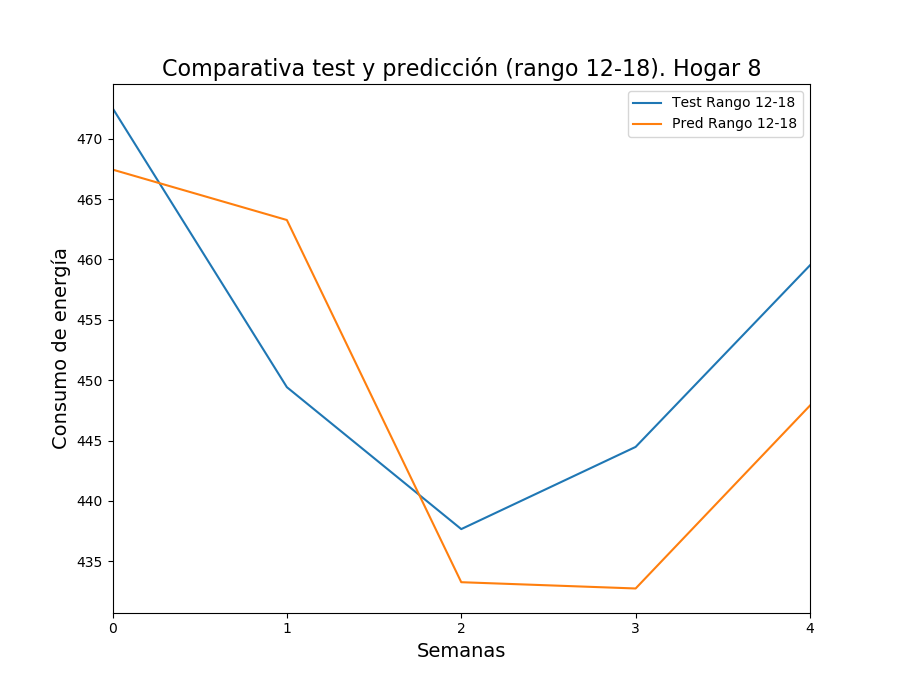 Comparativa test y predicción (rango 12-18). Hogar 8
Test Rango 12-18
Pred Rango 12-18
Consumo de energía
470
465
460
455
450
445
440
435
0 1 2 3 4
Semanas